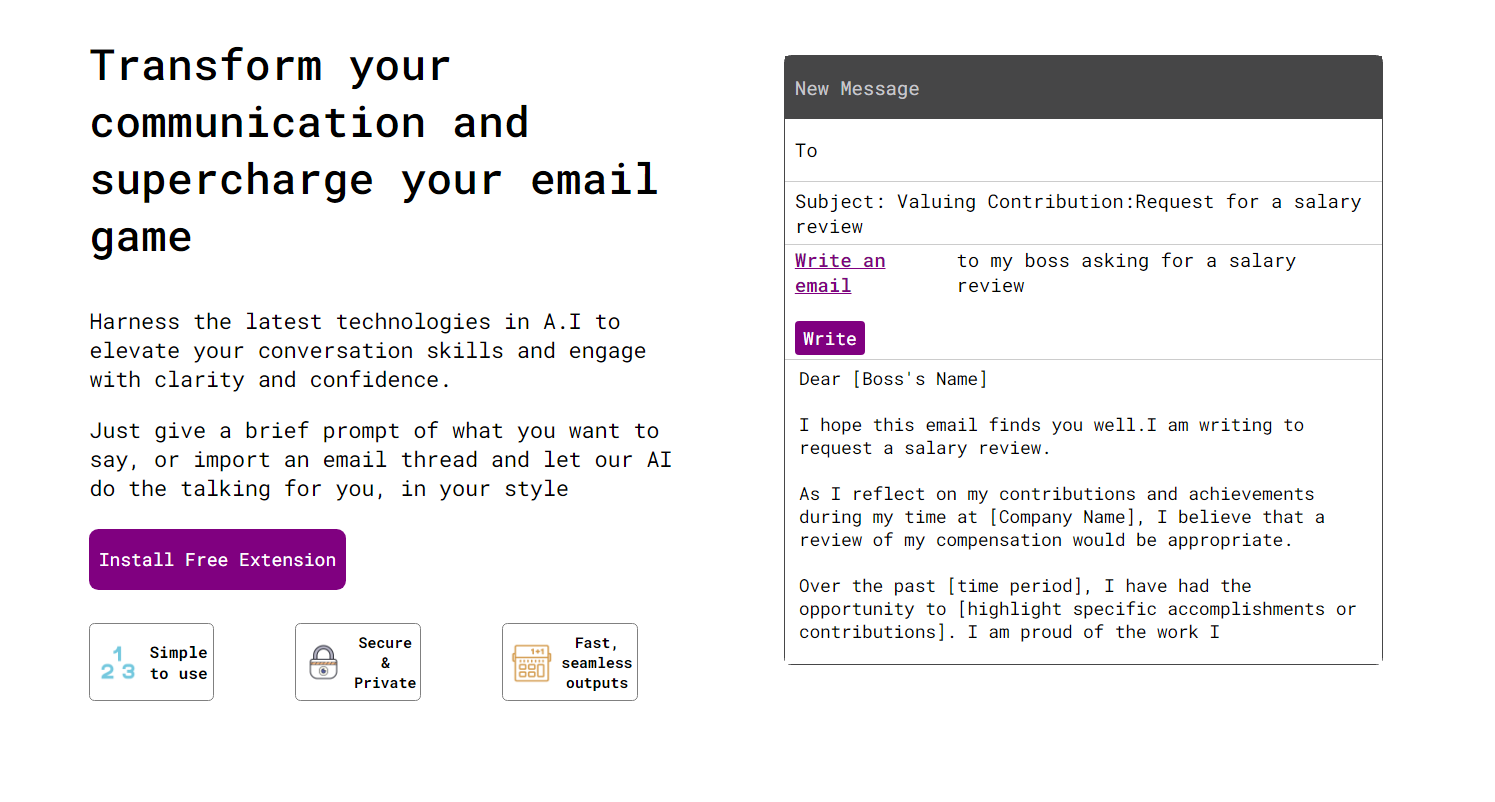 Transform your
communication and
supercharge your email
game
Harness the latest technologies in A.I to
elevate your conversation skills and engage
with clarity and confidence.
Just give a brief prompt of what you want to
say, or import an email thread and let our AI
do the talking for you, in your style
Install Free Extension
1
2 3
Simple
to use
Secure
&
Private
1+1
Fast,
seamless
outputs
New Message
To
Subject: Valuing Contribution:Request for a salary
review
Write an
email
to my boss asking for a salary
review
Write
Dear [Boss's Name]
I hope this email finds you well.I am writing to
request a salary review.
As I reflect on my contributions and achievements
during my time at [Company Name], I believe that a
review of my compensation would be appropriate.
Over the past [time period], I have had the
opportunity to [highlight specific accomplishments or
contributions]. I am proud of the work I